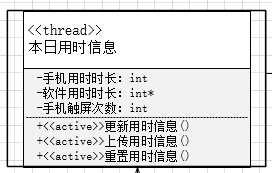 <<thread>>
本日用时信息
-手机用时时长: int
-软件用时时长: int*
-手机触屏次数: int
+<<active>>更新用时信息()
+<<active>>上传用时信息()
+<<active>>重置用时信息()